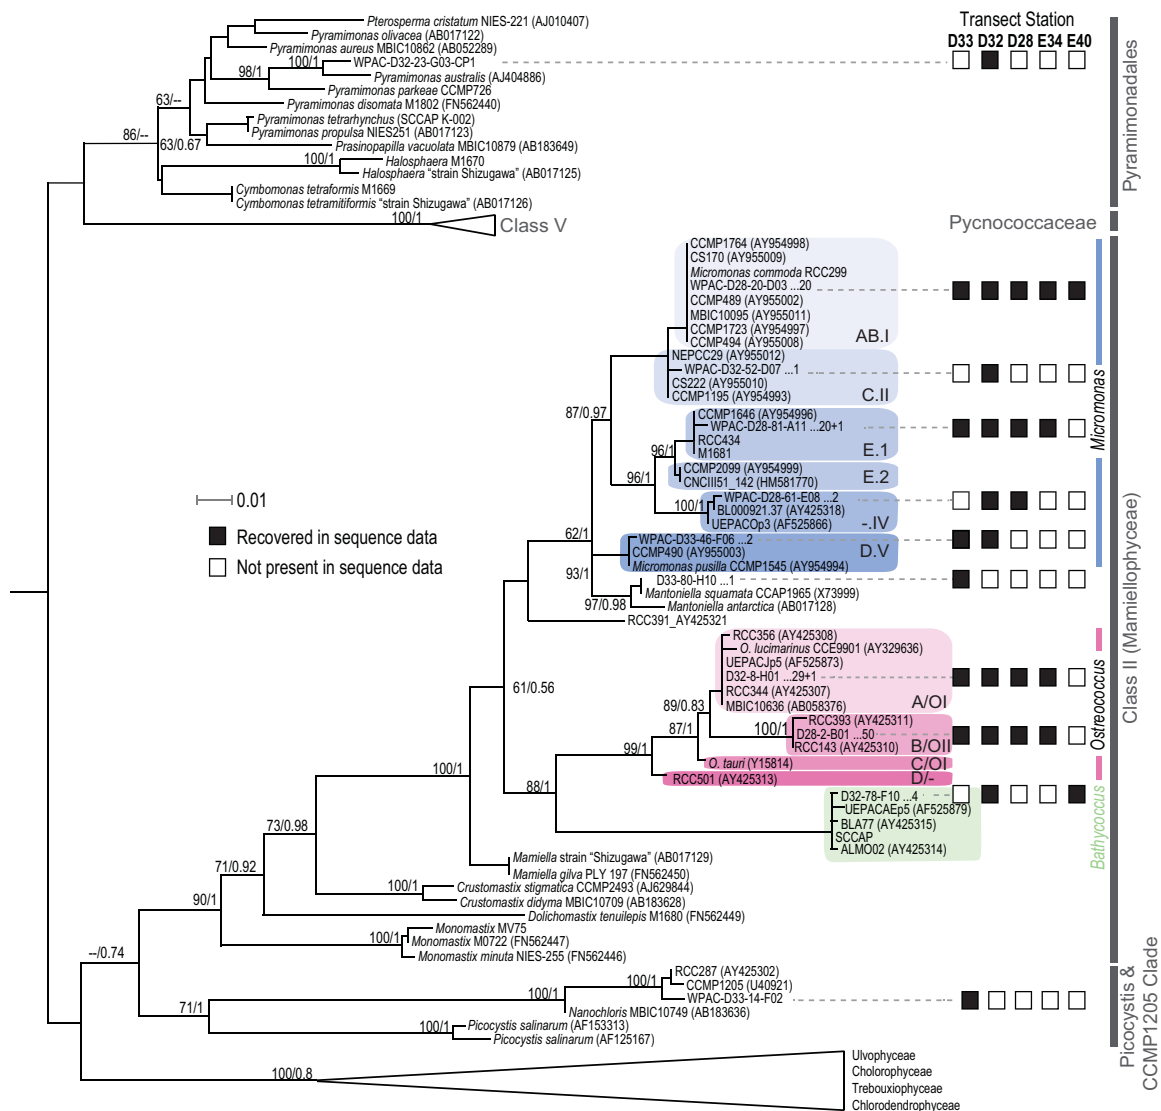 Transect Station
D33 D32 D28 E34 E40
Pterosperma cristatum NIES-221 (AJ010407)
Pyramimonas olivacea (AB017122)
Pyramimonas aureus MBIC10862 (AB052289)
100/1
WPAC-D32-23-G03-CP1
98/1
Pyramimonas australis (AJ404886)
Pyramimonas parkeae CCMP726
63/--
Pyramimonas disomata M1802 (FN562440)
Pyramimonas tetrarhynchus (SCCAP K-002)
86/--
Pyramimonas propulsa NIES251 (AB017123)
63/0.67
Prasinopapilla vacuolata MBIC10879 (AB183649)
100/1
Halosphaera M1670
Halosphaera “strain Shizugawa” (AB017125)
Cymbomonas tetraformis M1669
Cymbomonas tetramitiformis “strain Shizugawa” (AB017126)
Pyramimonadales
100/1
Class V
Pycnococcaceae
CCMP1764 (AY954998)
CS170 (AY955009)
Micromonas commoda RCC299
WPAC-D28-20-D03 ...20
CCMP489 (AY955002)
MBIC10095 (AY955011)
CCMP1723 (AY954997)
CCMP494 (AY955008)
AB.I
NEPCC29 (AY955012)
WPAC-D32-52-D07 ...1
CS222 (AY955010)
CCMP1195 (AY954993)
C.II
87/0.97
CCMP1646 (AY954996)
WPAC-D28-81-A11 ...20+1
RCC434
M1681
E.1
96/1
CCMP2099 (AY954999)
CNCIII51_142 (HM581770)
E.2
96/1
WPAC-D28-61-E08 ...2
100/1
BL000921.37 (AY425318)
UEPACOp3 (AF525866)
-.IV
Micromonas
0.01
Recovered in sequence data
Not present in sequence data
62/1
WPAC-D33-46-F06 ...2
CCMP490 (AY955003)
Micromonas pusilla CCMP1545 (AY954994)
D.V
93/1
D33-80-H10 ...1
Mantoniella squamata CCAP1965 (X73999)
97/0.98
Mantoniella antarctica (AB017128)
RCC391_AY425321
Class II (Mamiellophyceae)
RCC356 (AY425308)
O. lucimarinus CCE9901 (AY329636)
UEPACJp5 (AF525873)
D32-8-H01 ...29+1
RCC344 (AY425307)
MBIC10636 (AB058376)
A/OI
61/0.56
89/0.83
87/1
RCC393 (AY425311)
100/1
D28-2-B01 ...50
RCC143 (AY425310)
B/OII
99/1
O. tauri (Y15814)
C/OI
RCC501 (AY425313)
D/-
Ostreococcus
100/1
88/1
D32-78-F10 ...4
UEPACAEp5 (AF525879)
BLA77 (AY425315)
SCCAP
ALMO02 (AY425314)
Bathycoccus
73/0.98
Mamiella strain “Shizugawa” (AB017129)
Mamiella gilva PLY 197 (FN562450)
71/0.92
100/1
Crustomastix stigmatica CCMP2493 (AJ629844)
Crustomastix didyma MBIC10709 (AB183628)
90/1
Dolichomastix tenuilepis M1680 (FN562449)
Monomastix MV75
100/1
Monomastix M0722 (FN562447)
Monomastix minuta NIES-255 (FN562446)
--/0.74
RCC287 (AY425302)
100/1
CCMP1205 (U40921)
100/1
WPAC-D33-14-F02
71/1
Nanochloris MBIC10749 (AB183636)
100/1
Picocystis salinarum (AF153313)
Picocystis salinarum (AF125167)
Picocystis &
CCMP1205 Clade
100/0.8
Ulvophyceae
Cholorophyceae
Trebouxiophyceae
Chlorodendrophyceae